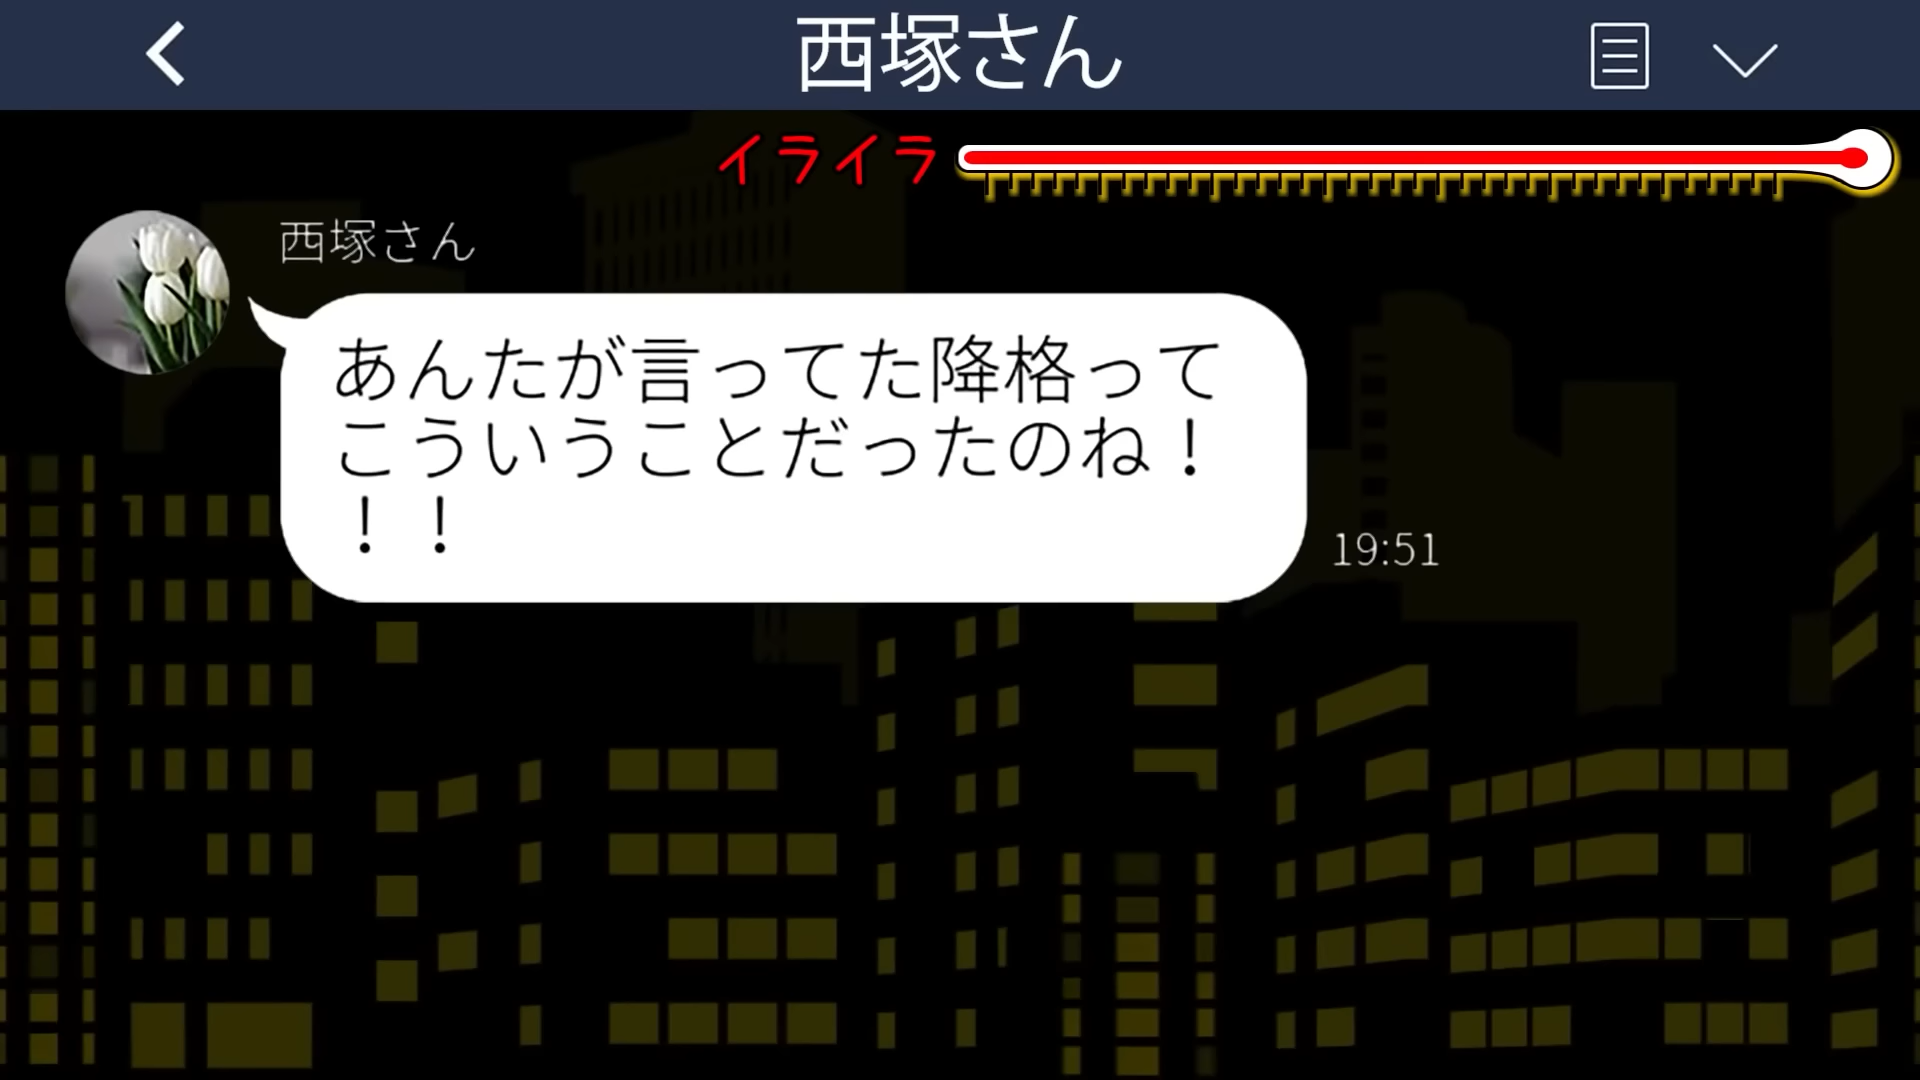 西塚さん
イライラ
西塚さん
あんたが言ってた降格って
こういうことだったのね！
！！
19:51